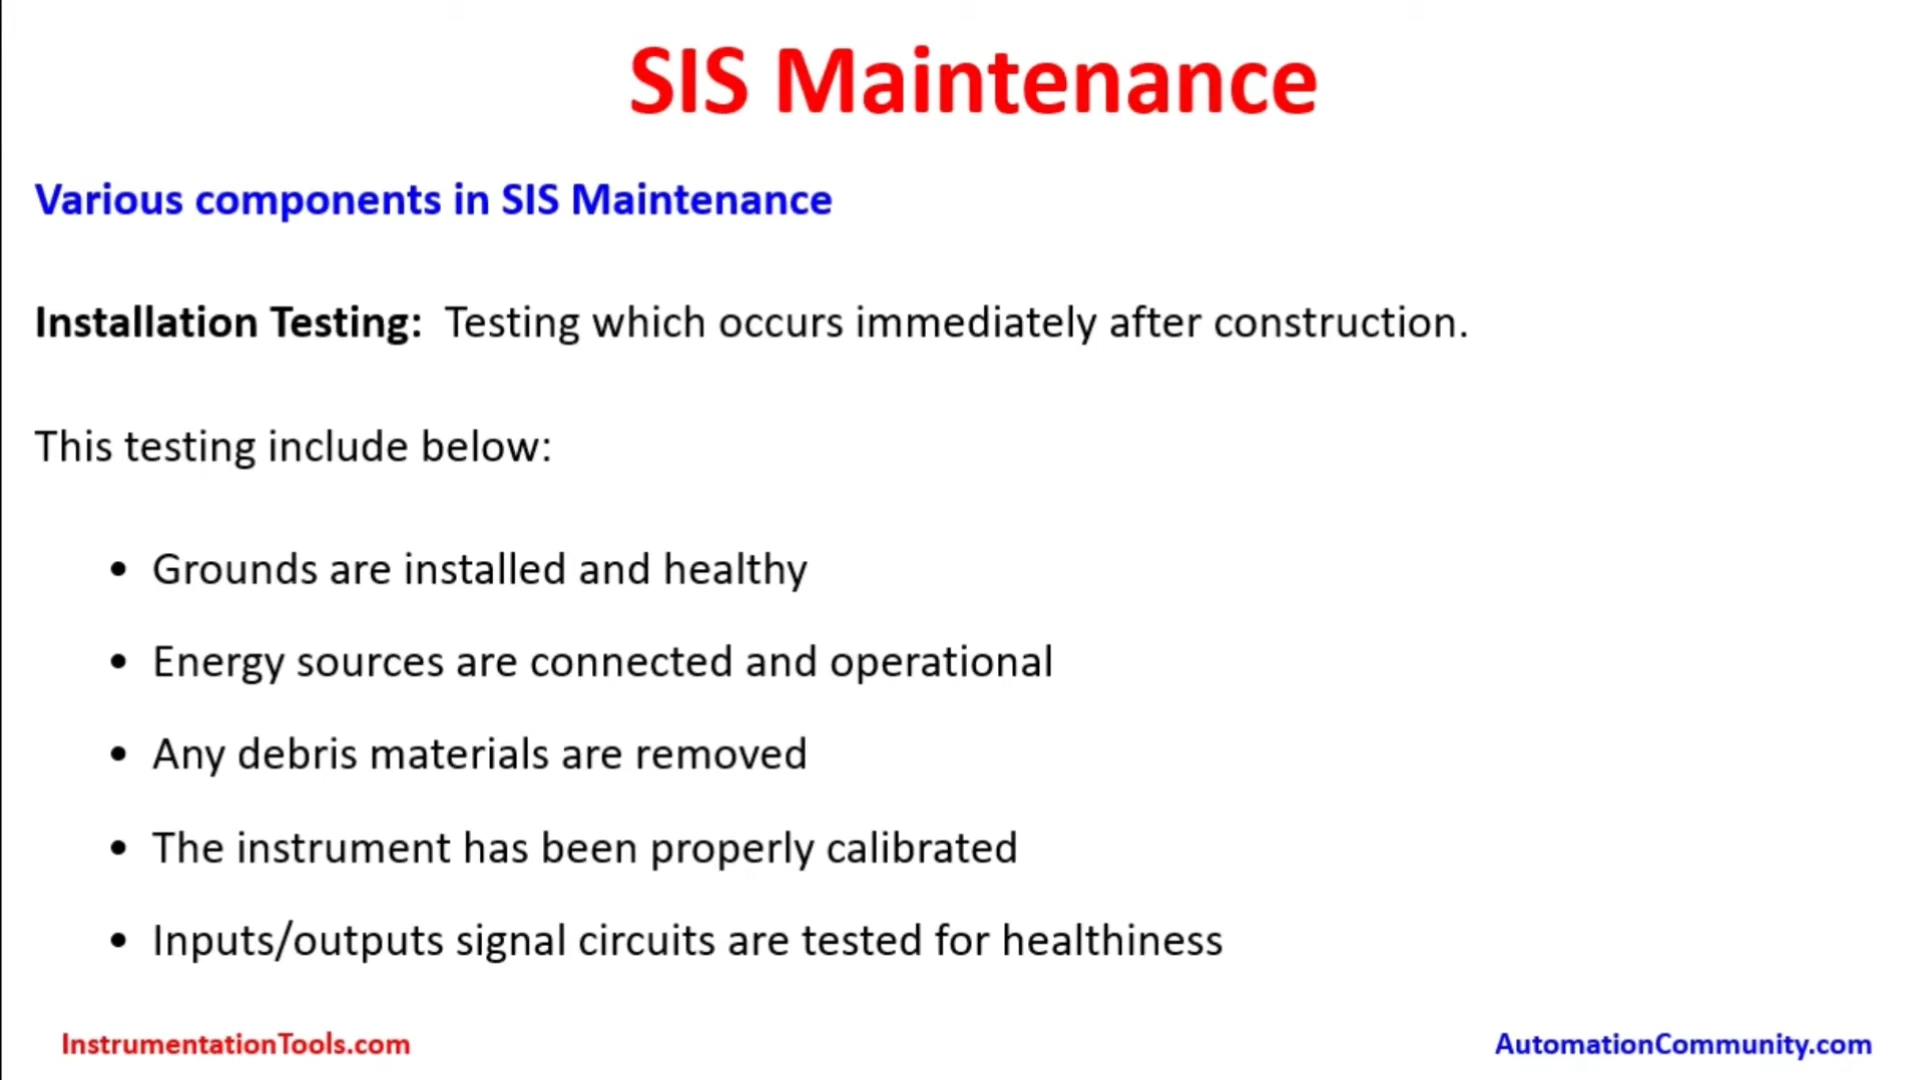 SIS Maintenance
Various components in SIS Maintenance
Installation Testing: Testing which occurs immediately after construction.
This testing include below:
• Grounds are installed and healthy
• Energy sources are connected and operational
• Any debris materials are removed
• The instrument has been properly calibrated
• Inputs/outputs signal circuits are tested for healthiness
InstrumentationTools.com
AutomationCommunity.com